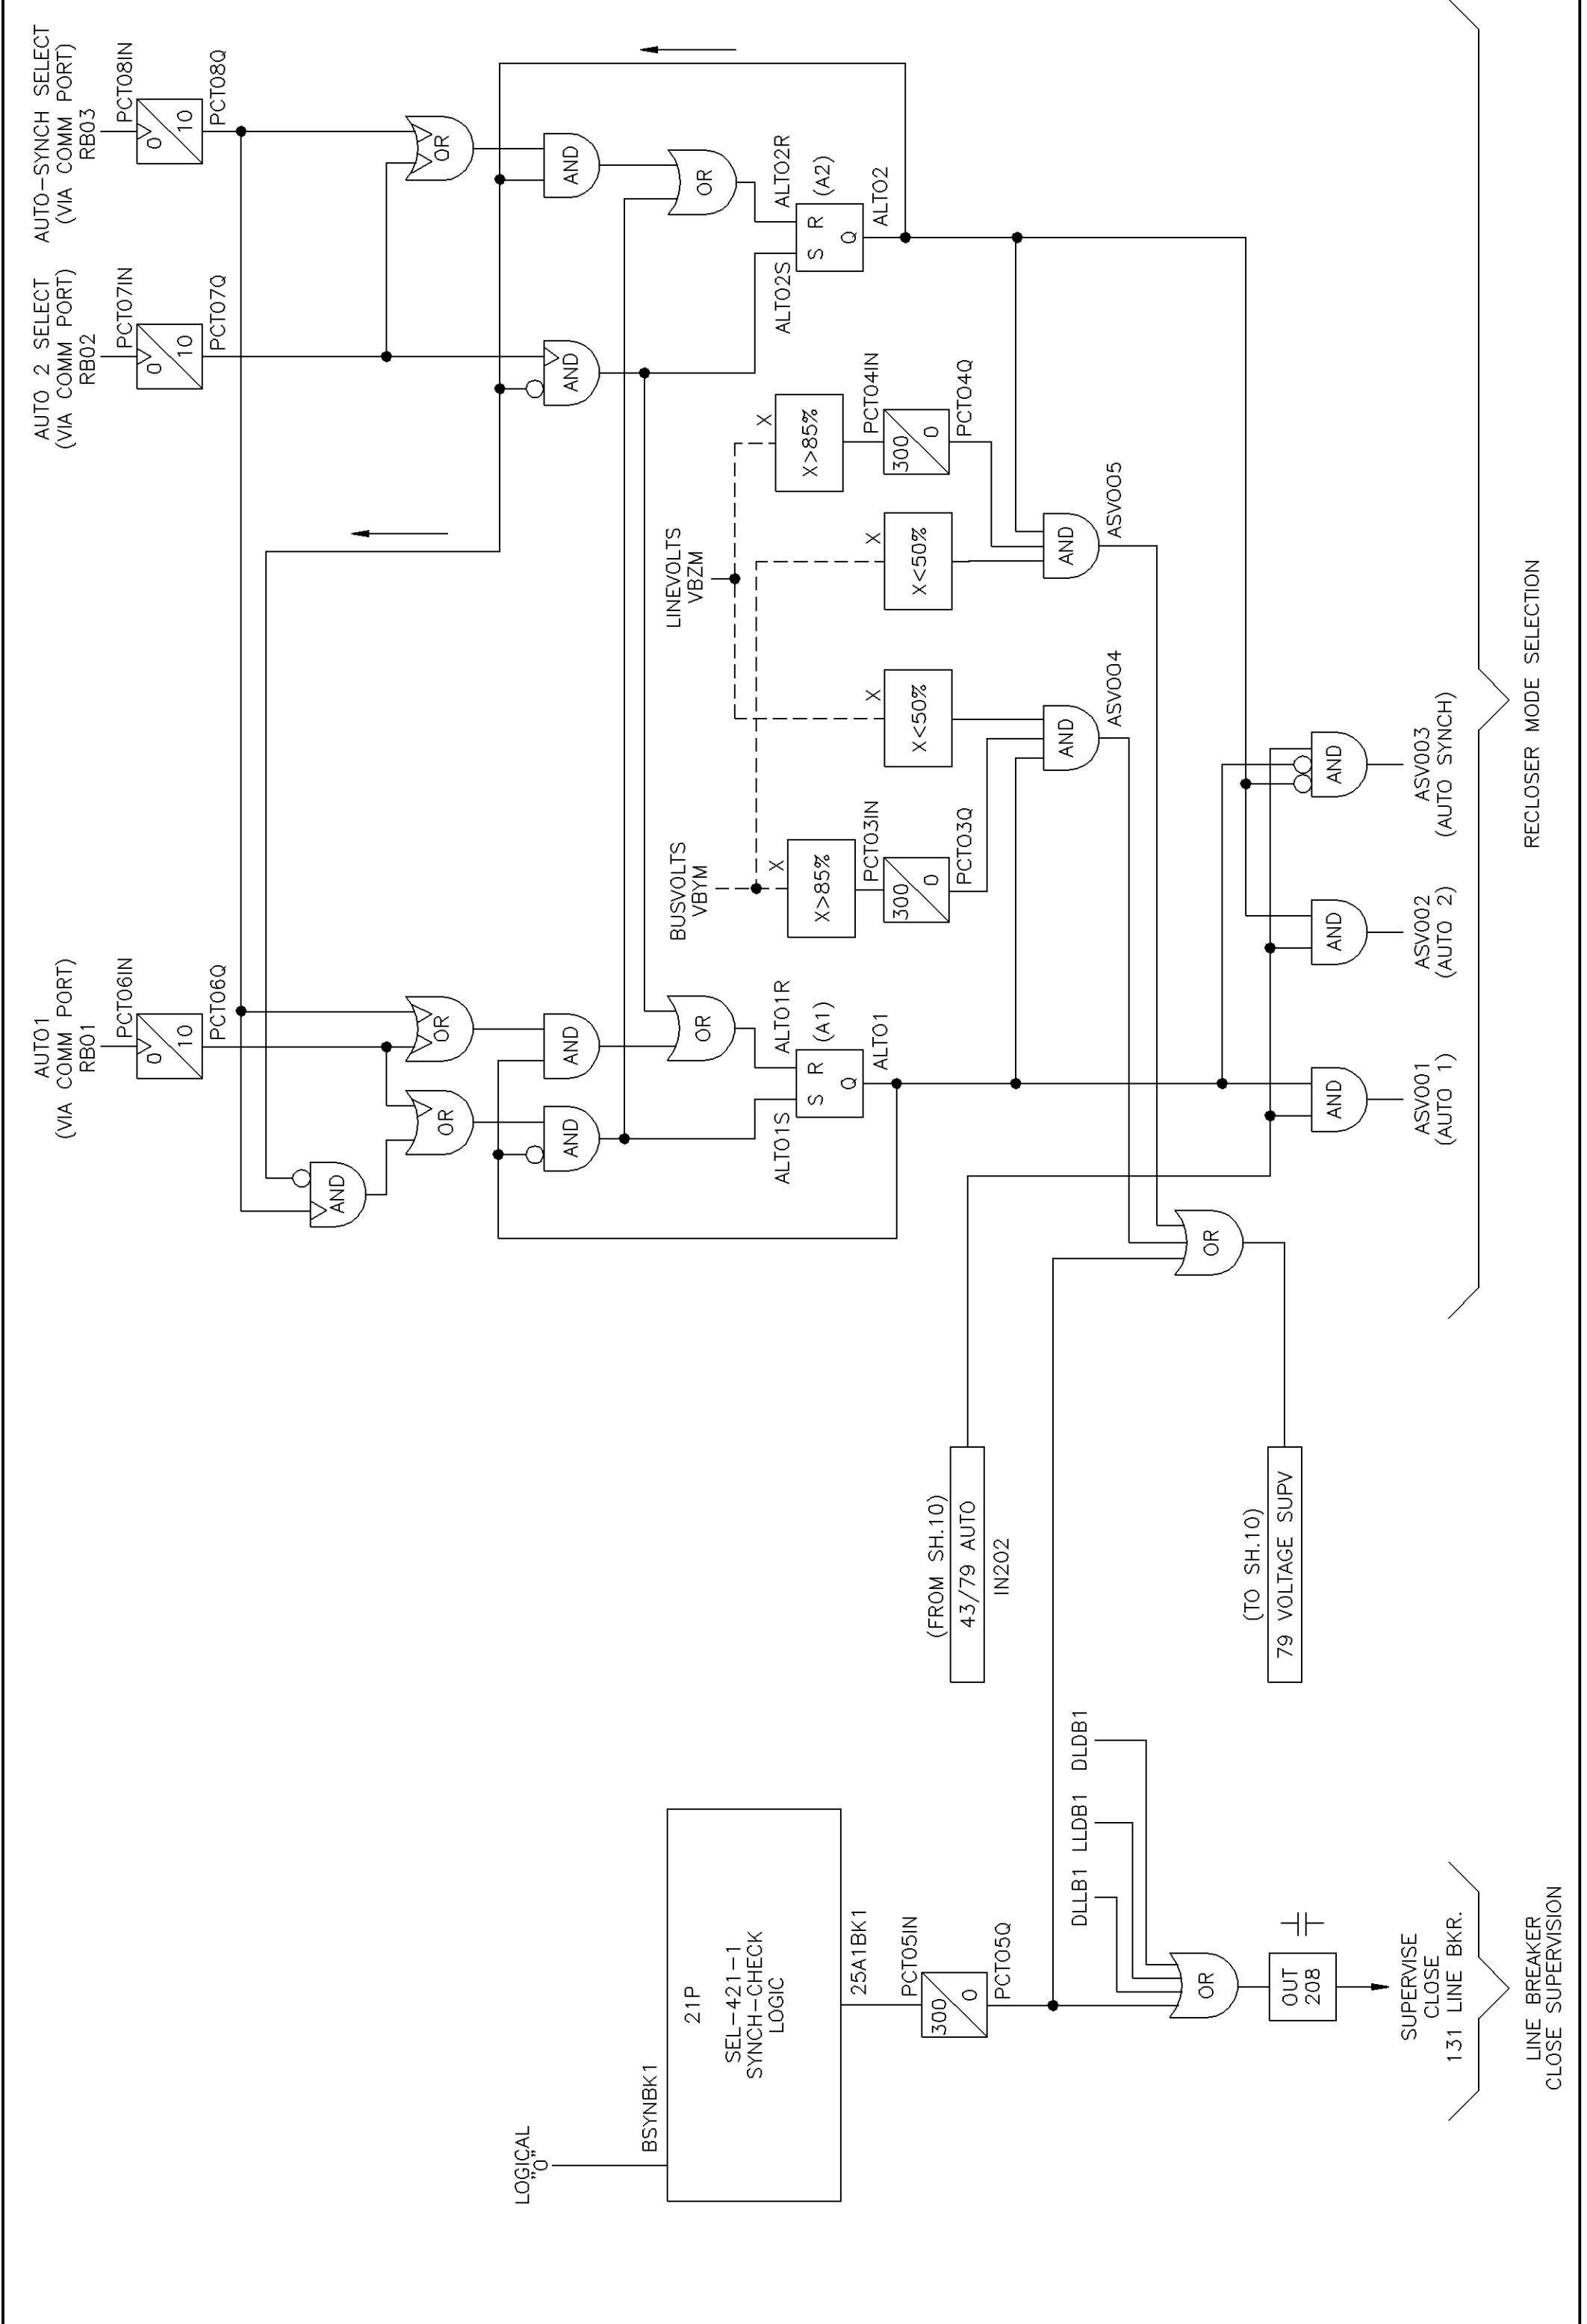 LOGICAL
"0"
BSYNBK1
21P
SEL-421-1
SYNCH-CHECK
LOGIC
25A1BK1
PCT05IN
300
0
PCT05Q
DLLB1
LLDB1
DLDB1
OR
OUT
208
SUPERVISE
CLOSE
131 LINE BKR.
LINE BREAKER
CLOSE SUPERVISION
(FROM SH.10)
43/79 AUTO
IN202
(TO SH.10)
79 VOLTAGE SUPV
AUTO1
(VIA COMM PORT)
RB01
PCT06IN
0
10
PCT06Q
AUTO 2 SELECT
(VIA COMM PORT)
RB02
PCT07IN
0
10
PCT07Q
AUTO-SYNCH SELECT
(VIA COMM PORT)
RB03
PCT08IN
0
10
PCT08Q
AND
OR
OR
OR
AND
AND
AND
AND
OR
OR
ALT01S
S
R
Q
ALT01R
(A1)
ALT01
ALT02S
S
R
Q
ALT02R
(A2)
ALT02
BUSVOLTS
VBYM
LINEVOLTS
VBZM
X
X>85%
PCT03IN
300
0
PCT03Q
X
X<50%
X
X<50%
X
X>85%
PCT04IN
300
0
PCT04Q
AND
ASV004
AND
ASV005
OR
AND
AND
AND
ASV001
(AUTO 1)
ASV002
(AUTO 2)
ASV003
(AUTO SYNCH)
RECLOSER MODE SELECTION